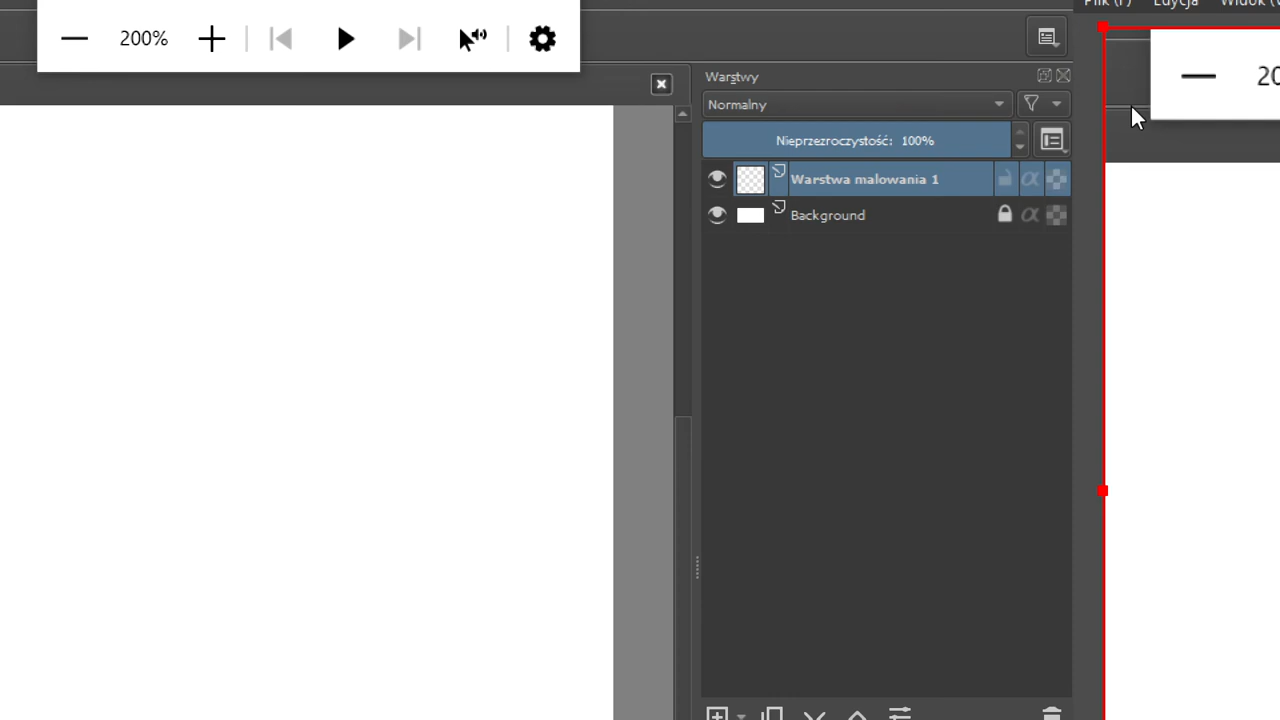 Plik (P) Edycja Widok (
200%
20
Warstwy
Normalny
Nieprzezroczystość: 100%
Warstwa malowania 1
Background